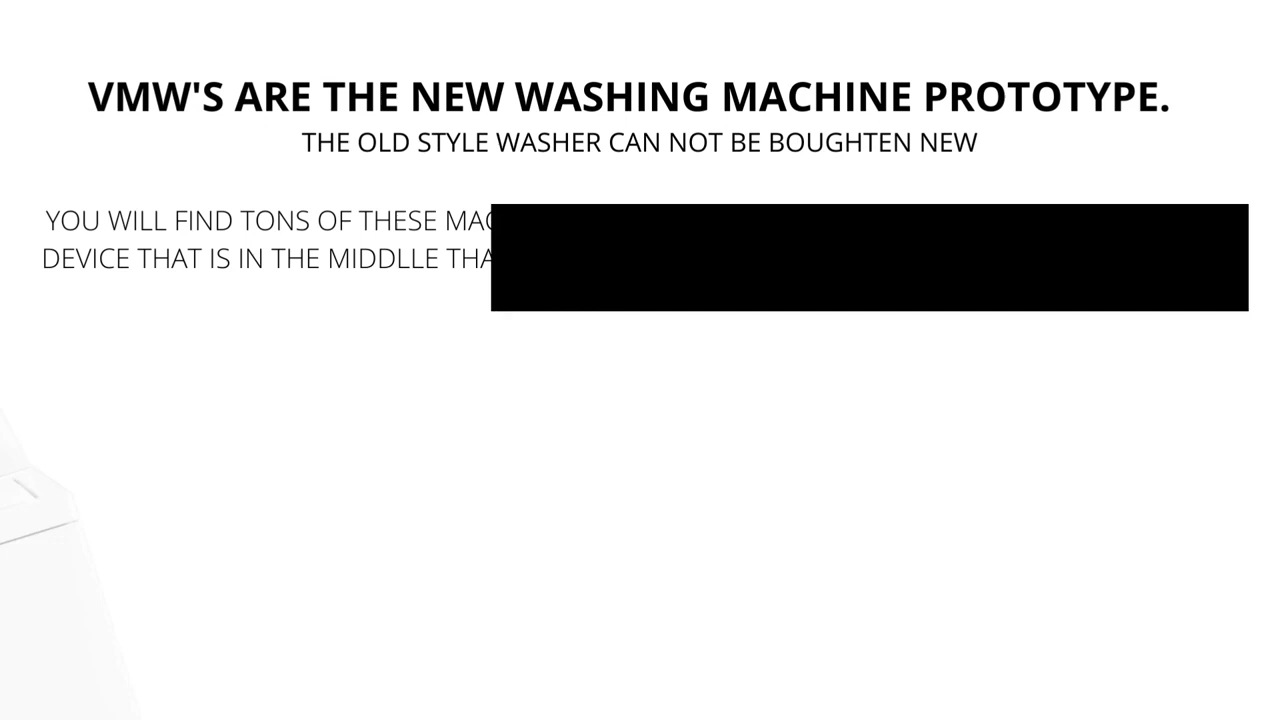 VMW'S ARE THE NEW WASHING MACHINE PROTOTYPE.
THE OLD STYLE WASHER CAN NOT BE BOUGHTEN NEW
YOU WILL FIND TONS OF THESE
DEVICE THAT IS IN THE MIDDLLE